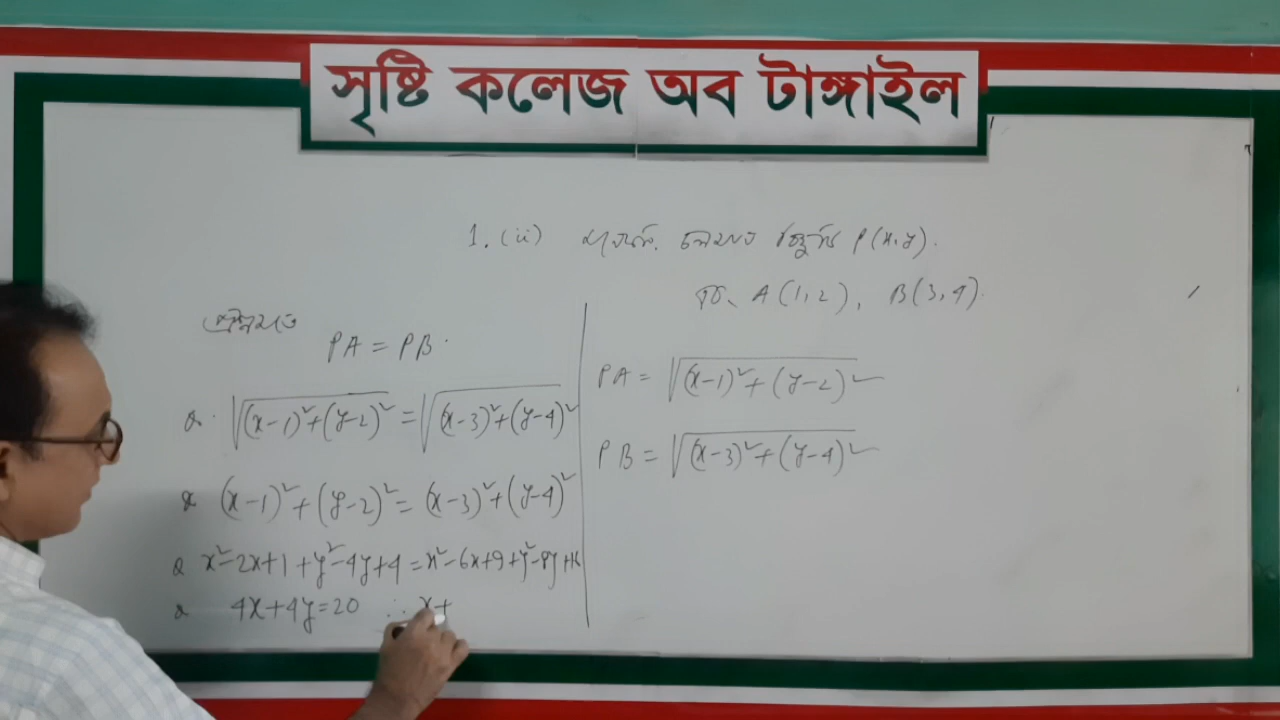 সৃষ্টি কলেজ অব টাঙ্গাইল
1. (ii) P(x, y).
A(1, 2), B(3, 4).
প্রশ্নমতে
PA = PB.
√(x-1)²+(y-2)² = √(x-3)²+(y-4)²
(x-1)²+(y-2)² = (x-3)²+(y-4)²
x²-2x+1+y²-4y+4 = x²-6x+9+y²-8y+16
4x+4y=20 ∴ x+
PA = √(x-1)²+(y-2)²
PB = √(x-3)²+(y-4)²